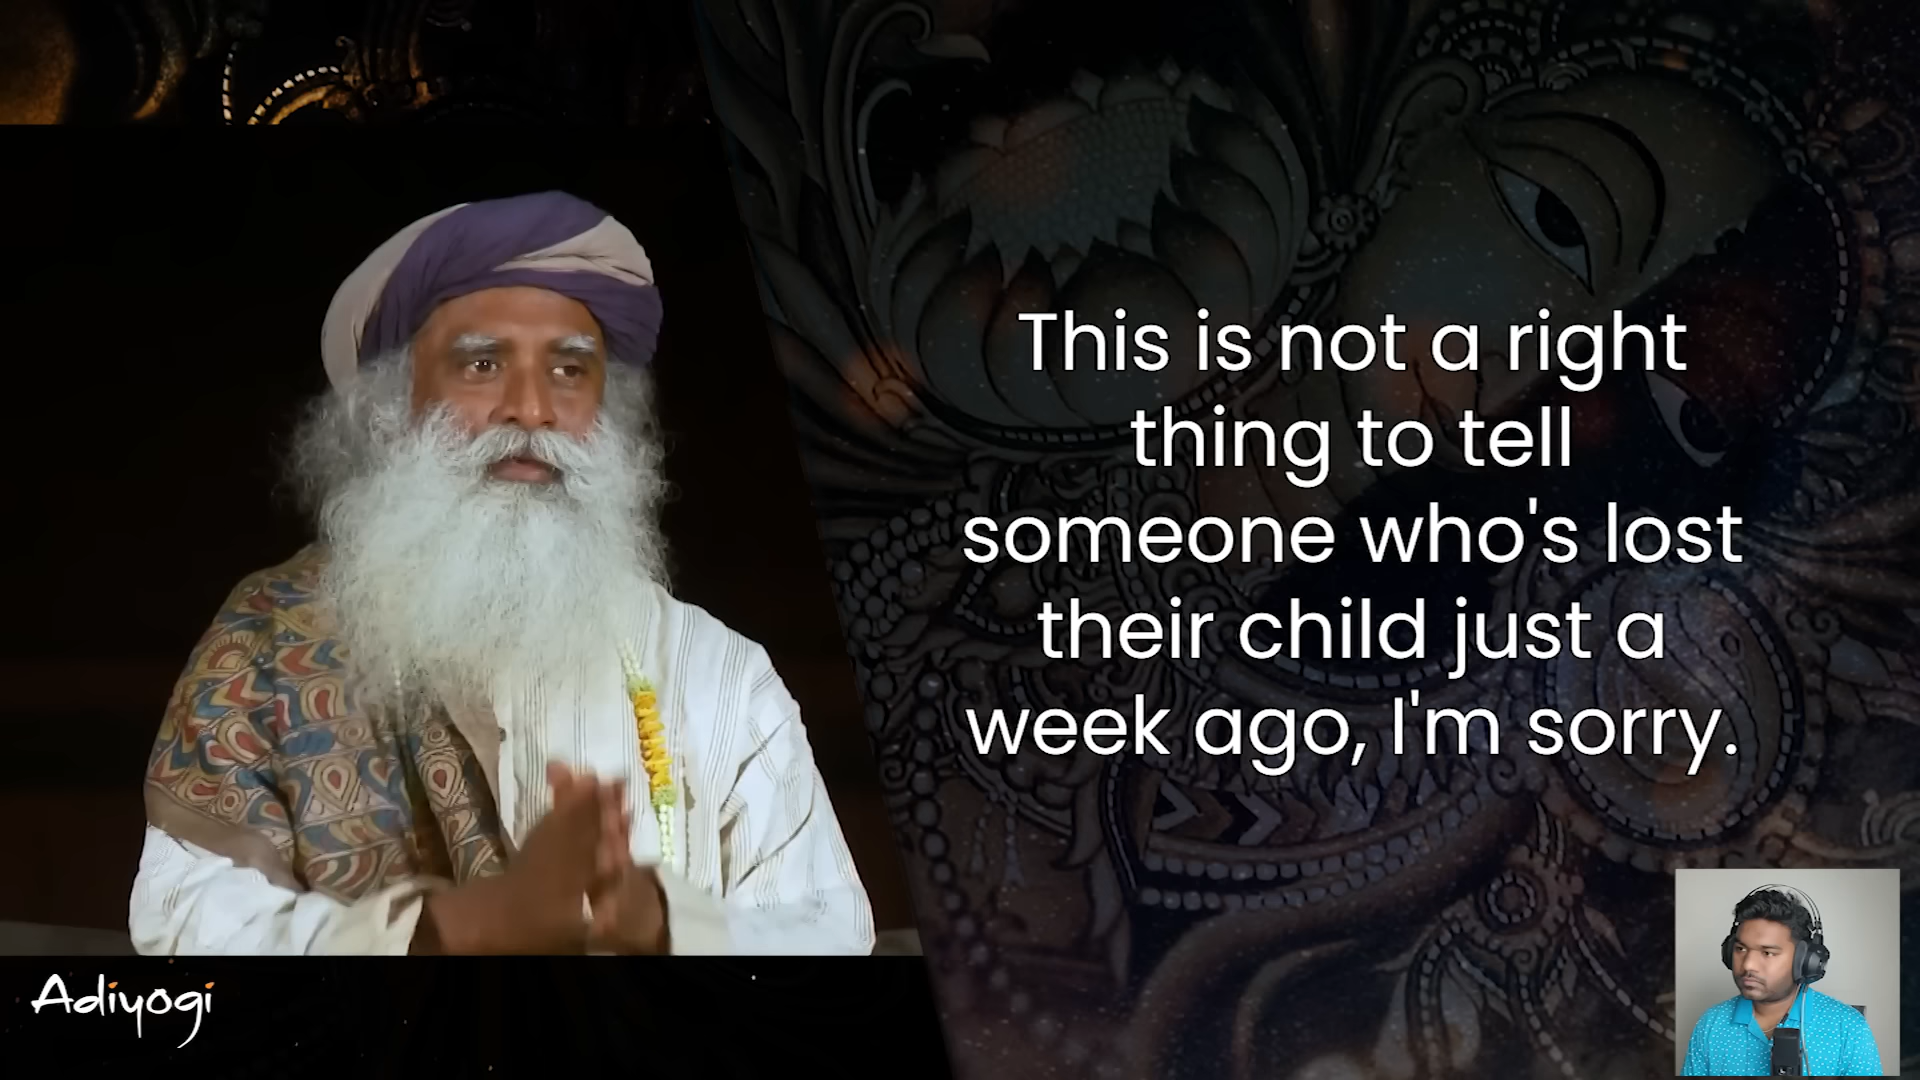 This is not a right
thing to tell
someone who's lost
their child just a
week ago, I'm sorry.
Adiyogi